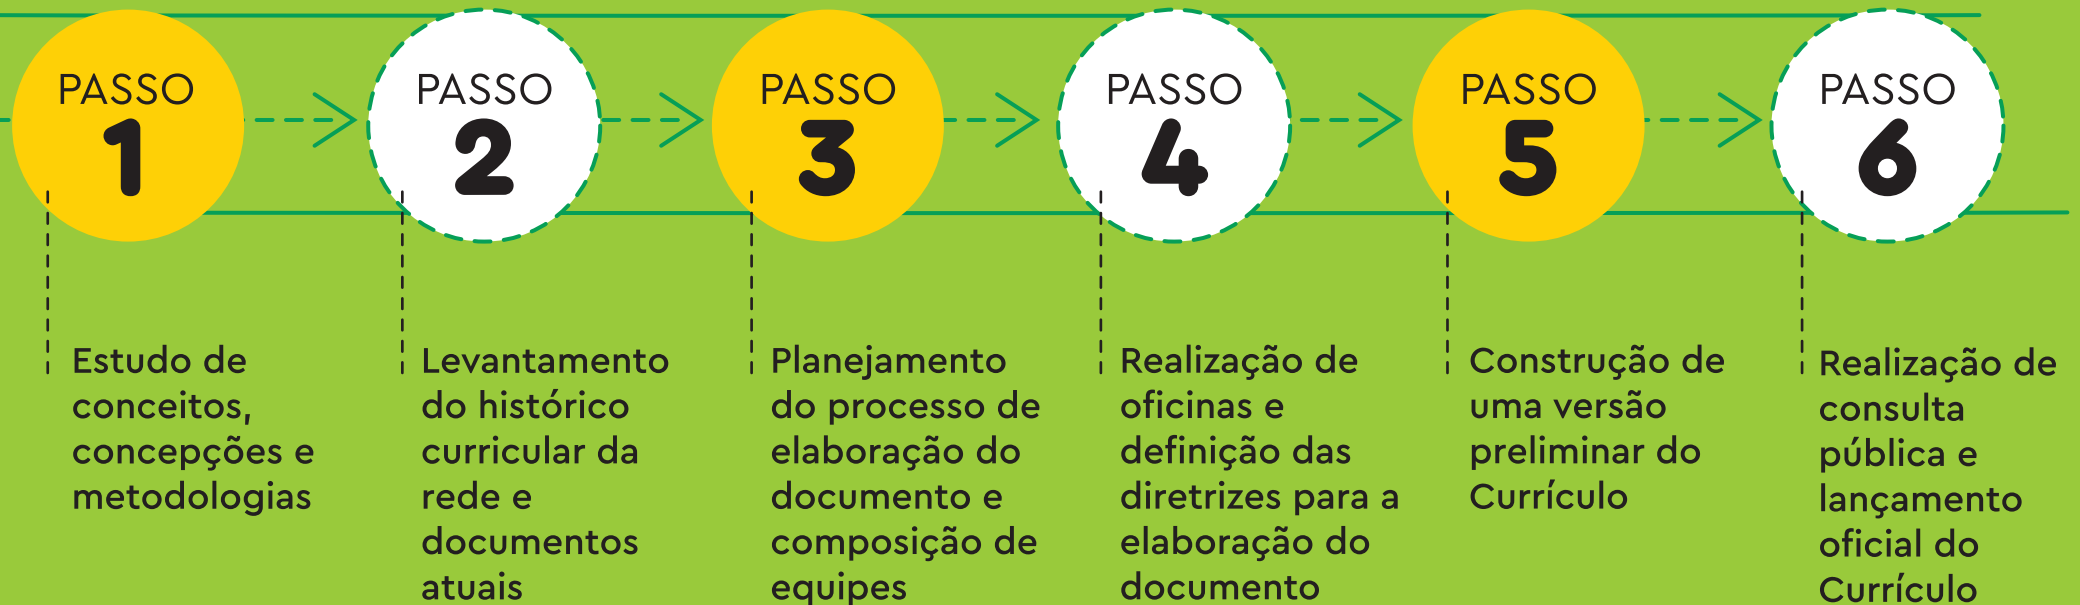 PASSO
1
Estudo de
conceitos,
concepções e
metodologias
PASSO
2
Levantamento
do histórico
curricular da
rede e
documentos
atuais
PASSO
3
Planejamento
do processo de
elaboração do
documento e
composição de
equipes
PASSO
4
Realização de
oficinas e
definição das
diretrizes para a
elaboração do
documento
PASSO
5
Construção de
uma versão
preliminar do
Currículo
PASSO
6
Realização de
consulta
pública e
lançamento
oficial do
Currículo